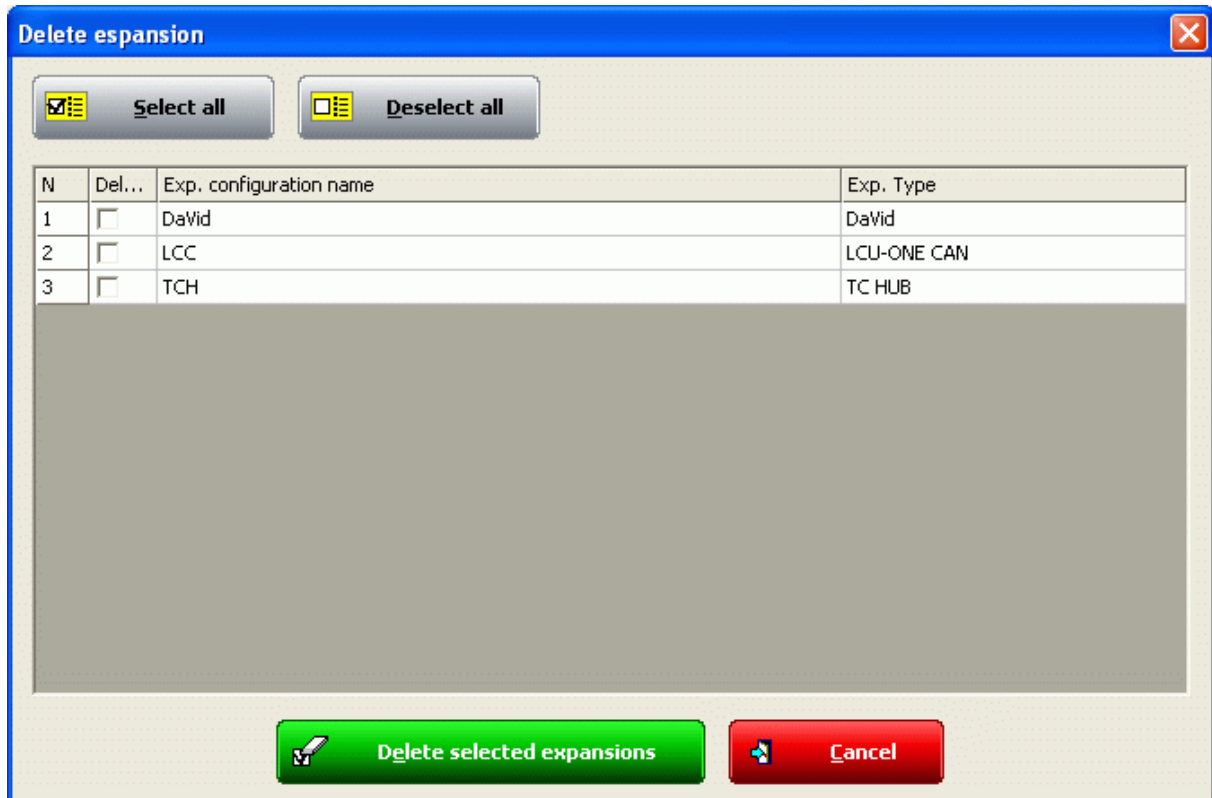 Delete espansion
Select all Deselect all
N Del... Exp. configuration name Exp. Type
1 DaVid DaVid
2 LCC LCU-ONE CAN
3 TCH TC HUB
Delete selected expansions Cancel